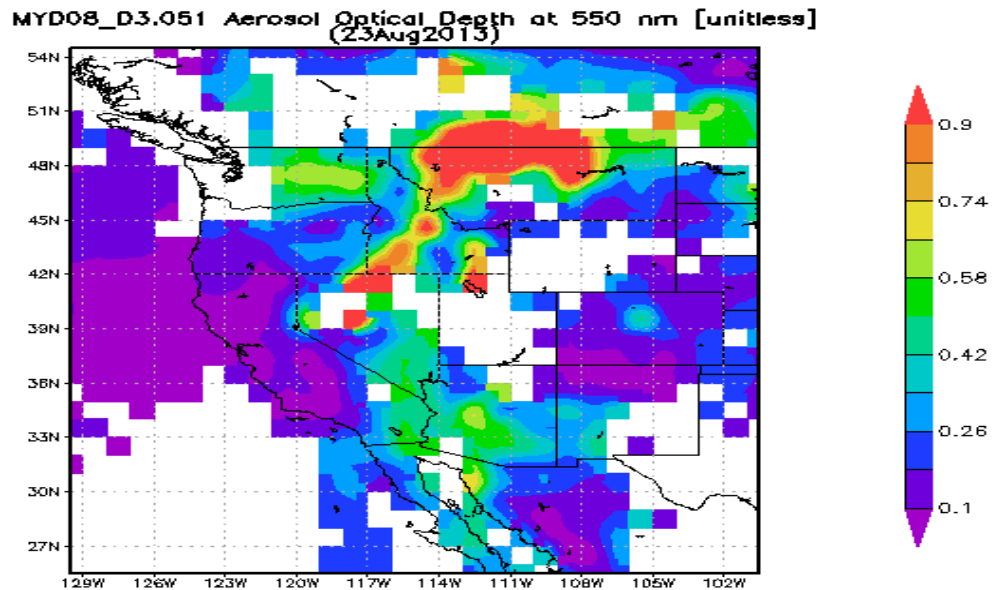 MYD08_D3.051 Aerosol Optical Depth at 550 nm [unitless]
(23Aug2013)
54N
51N
48N
45N
42N
39N
36N
33N
30N
27N
129W 126W 123W 120W 117W 114W 111W 108W 105W 102W
0.9
0.74
0.58
0.42
0.26
0.1